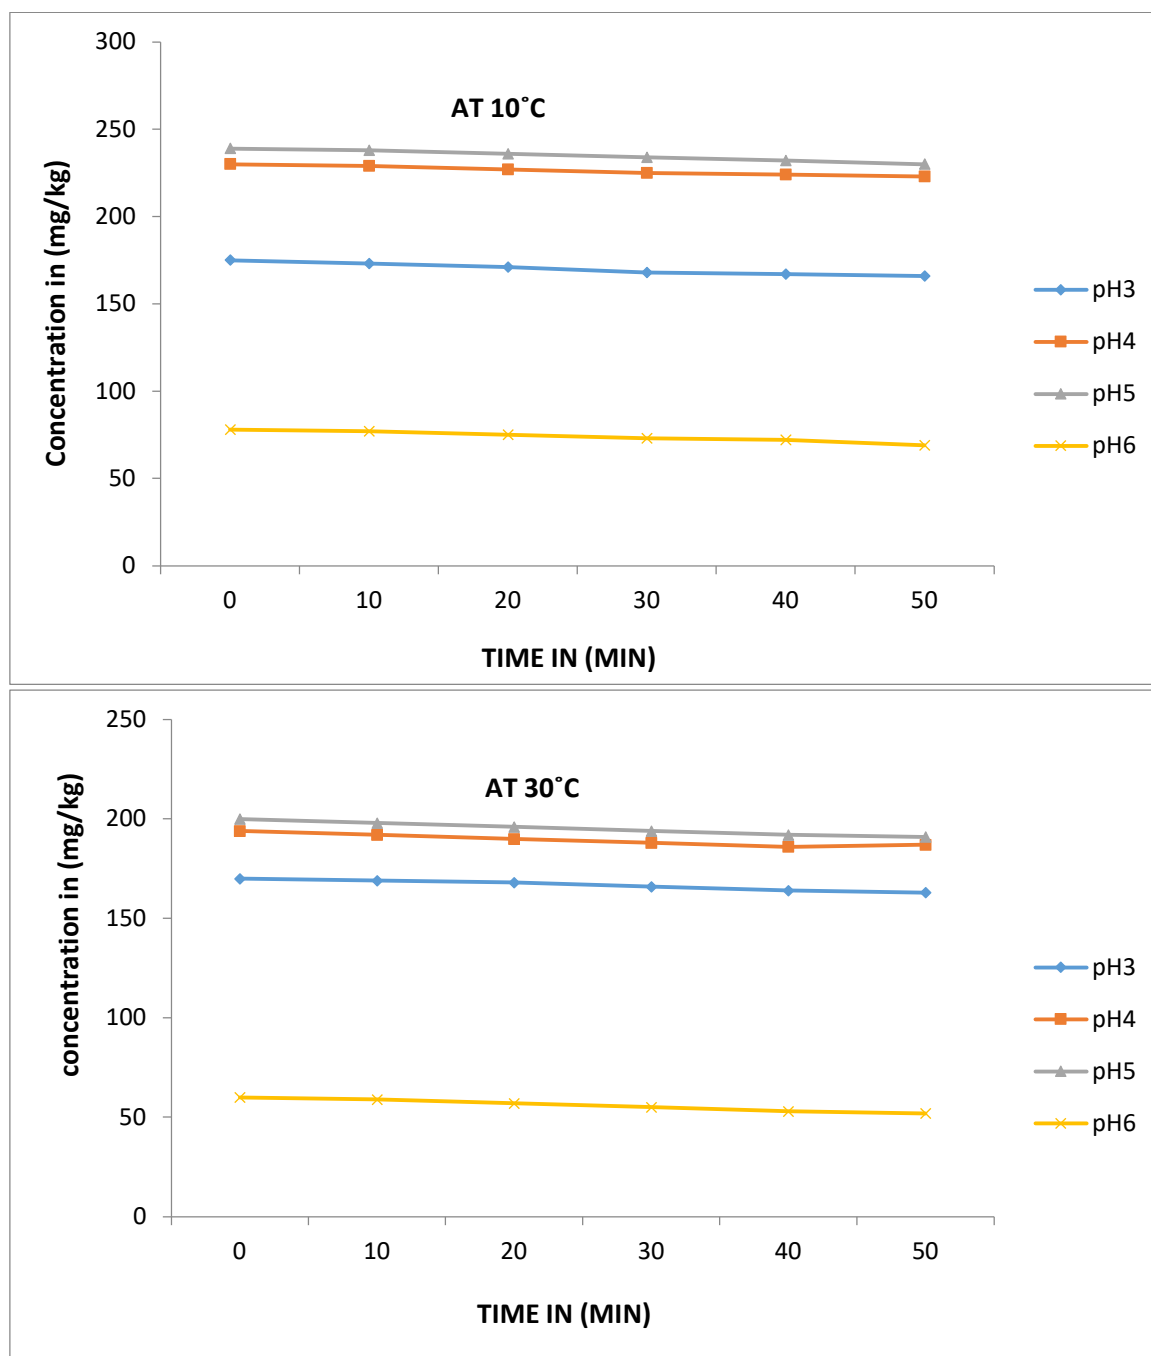 300
250
200
150
100
50
0
Concentration in (mg/kg)
AT 10˚C
0 10 20 30 40 50
TIME IN (MIN)
pH3
pH4
pH5
pH6
250
200
150
100
50
0
concentration in (mg/kg)
AT 30˚C
0 10 20 30 40 50
TIME IN (MIN)
pH3
pH4
pH5
pH6